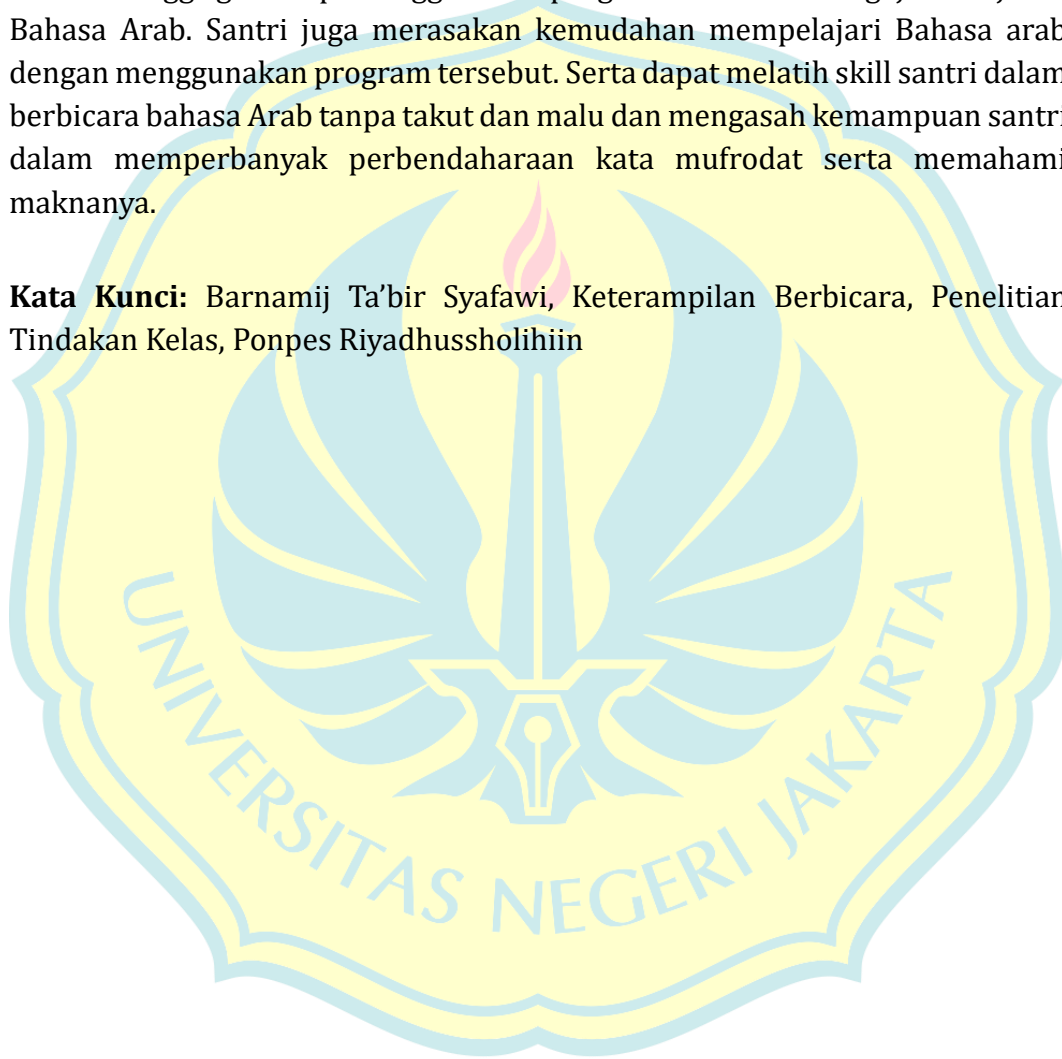 Bahasa Arab. Santri juga merasakan kemudahan mempelajari Bahasa arab
dengan menggunakan program tersebut. Serta dapat melatih skill santri dalam
berbicara bahasa Arab tanpa takut dan malu dan mengasah kemampuan santri
dalam memperbanyak perbendaharaan kata mufrodat serta memahami
maknanya.
Kata Kunci: Barnamij Ta’bir Syafawi, Keterampilan Berbicara, Penelitian
Tindakan Kelas, Ponpes Riyadhussholihiin
UNIVERSITAS NEGERI JAKARTA